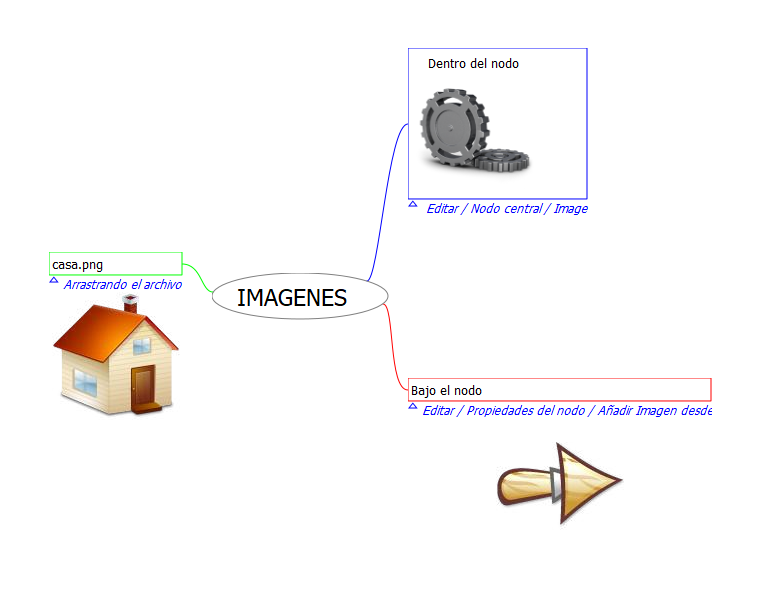 Dentro del nodo
Editar / Nodo central / Image
casa.png
Arrastrando el archivo
IMAGENES
Bajo el nodo
Editar / Propiedades del nodo / Añadir Imagen desde